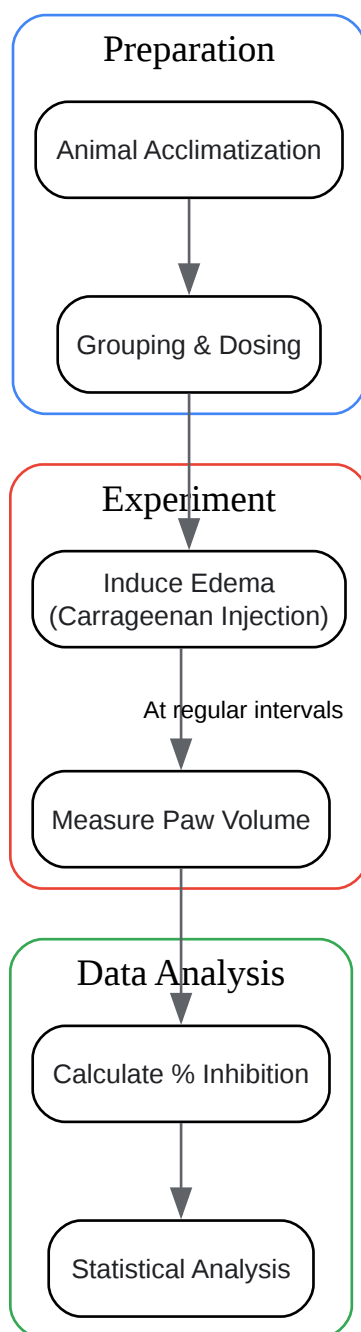 Preparation
Animal Acclimatization
Grouping & Dosing
Experiment
Induce Edema
(Carrageenan Injection)
At regular intervals
Measure Paw Volume
Data Analysis
Calculate % Inhibition
Statistical Analysis